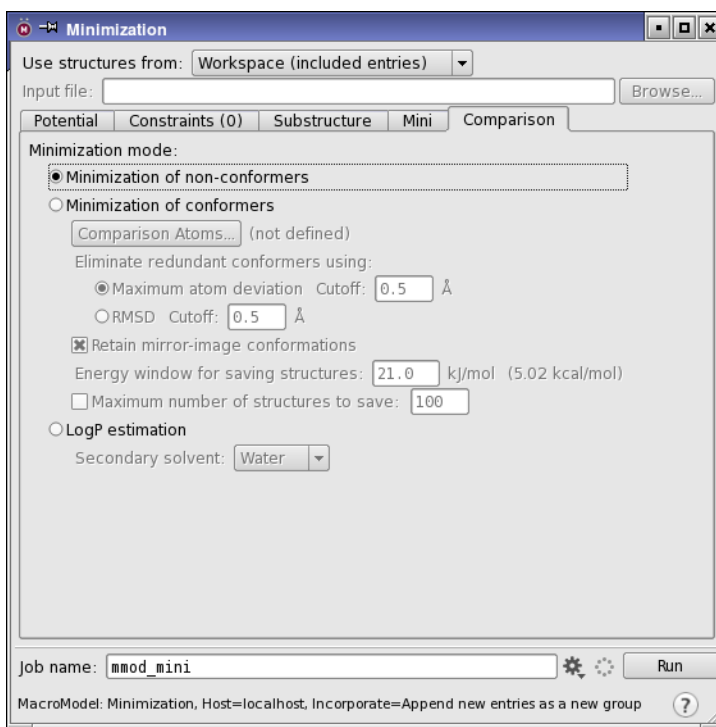 Minimization
Use structures from: Workspace (included entries)
Input file: Browse...
Potential Constraints (0) Substructure Mini Comparison
Minimization mode:
Minimization of non-conformers
Minimization of conformers
Comparison Atoms... (not defined)
Eliminate redundant conformers using:
Maximum atom deviation Cutoff: 0.5 Å
RMSD Cutoff: 0.5 Å
Retain mirror-image conformations
Energy window for saving structures: 21.0 kJ/mol (5.02 kcal/mol)
Maximum number of structures to save: 100
LogP estimation
Secondary solvent: Water
Job name: mmod_mini Run
MacroModel: Minimization, Host=localhost, Incorporate=Append new entries as a new group ?